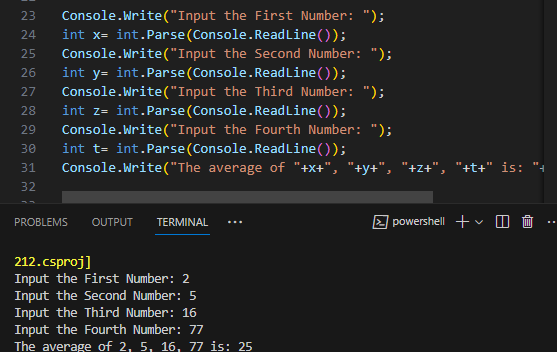 23 Console.Write("Input the First Number: ");
24 int x= int.Parse(Console.ReadLine());
25 Console.Write("Input the Second Number: ");
26 int y= int.Parse(Console.ReadLine());
27 Console.Write("Input the Third Number: ");
28 int z= int.Parse(Console.ReadLine());
29 Console.Write("Input the Fourth Number: ");
30 int t= int.Parse(Console.ReadLine());
31 Console.Write("The average of "+x+", "+y+", "+z+", "+t+" is: "+
32
PROBLEMS OUTPUT TERMINAL ··· powershell
212.csproj]
Input the First Number: 2
Input the Second Number: 5
Input the Third Number: 16
Input the Fourth Number: 77
The average of 2, 5, 16, 77 is: 25